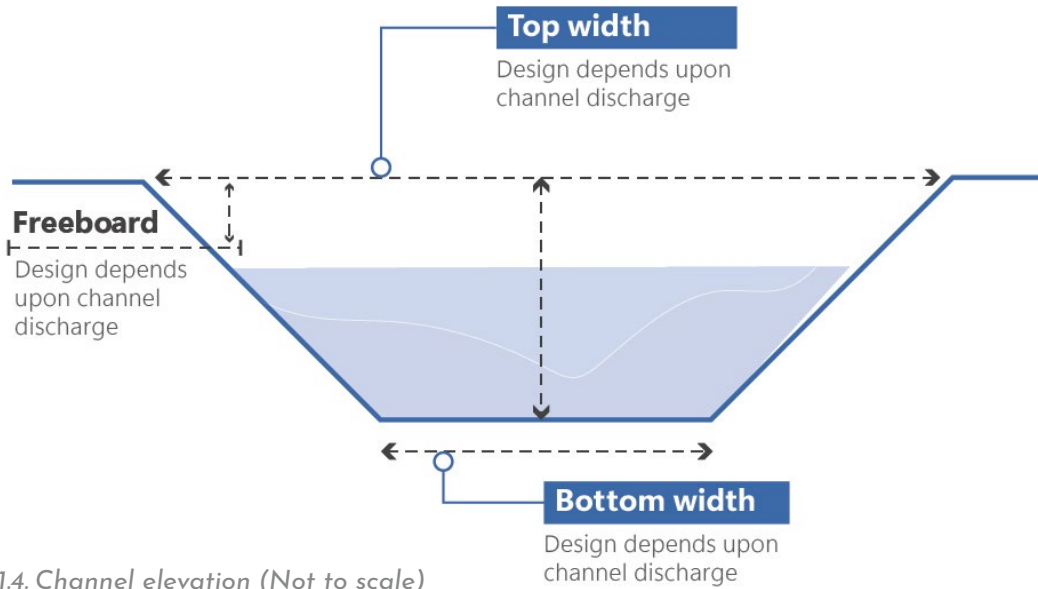 Top width
Design depends upon
channel discharge
Freeboard
Design depends
upon channel
discharge
Bottom width
Design depends upon
channel discharge
1.4. Channel elevation (Not to scale)